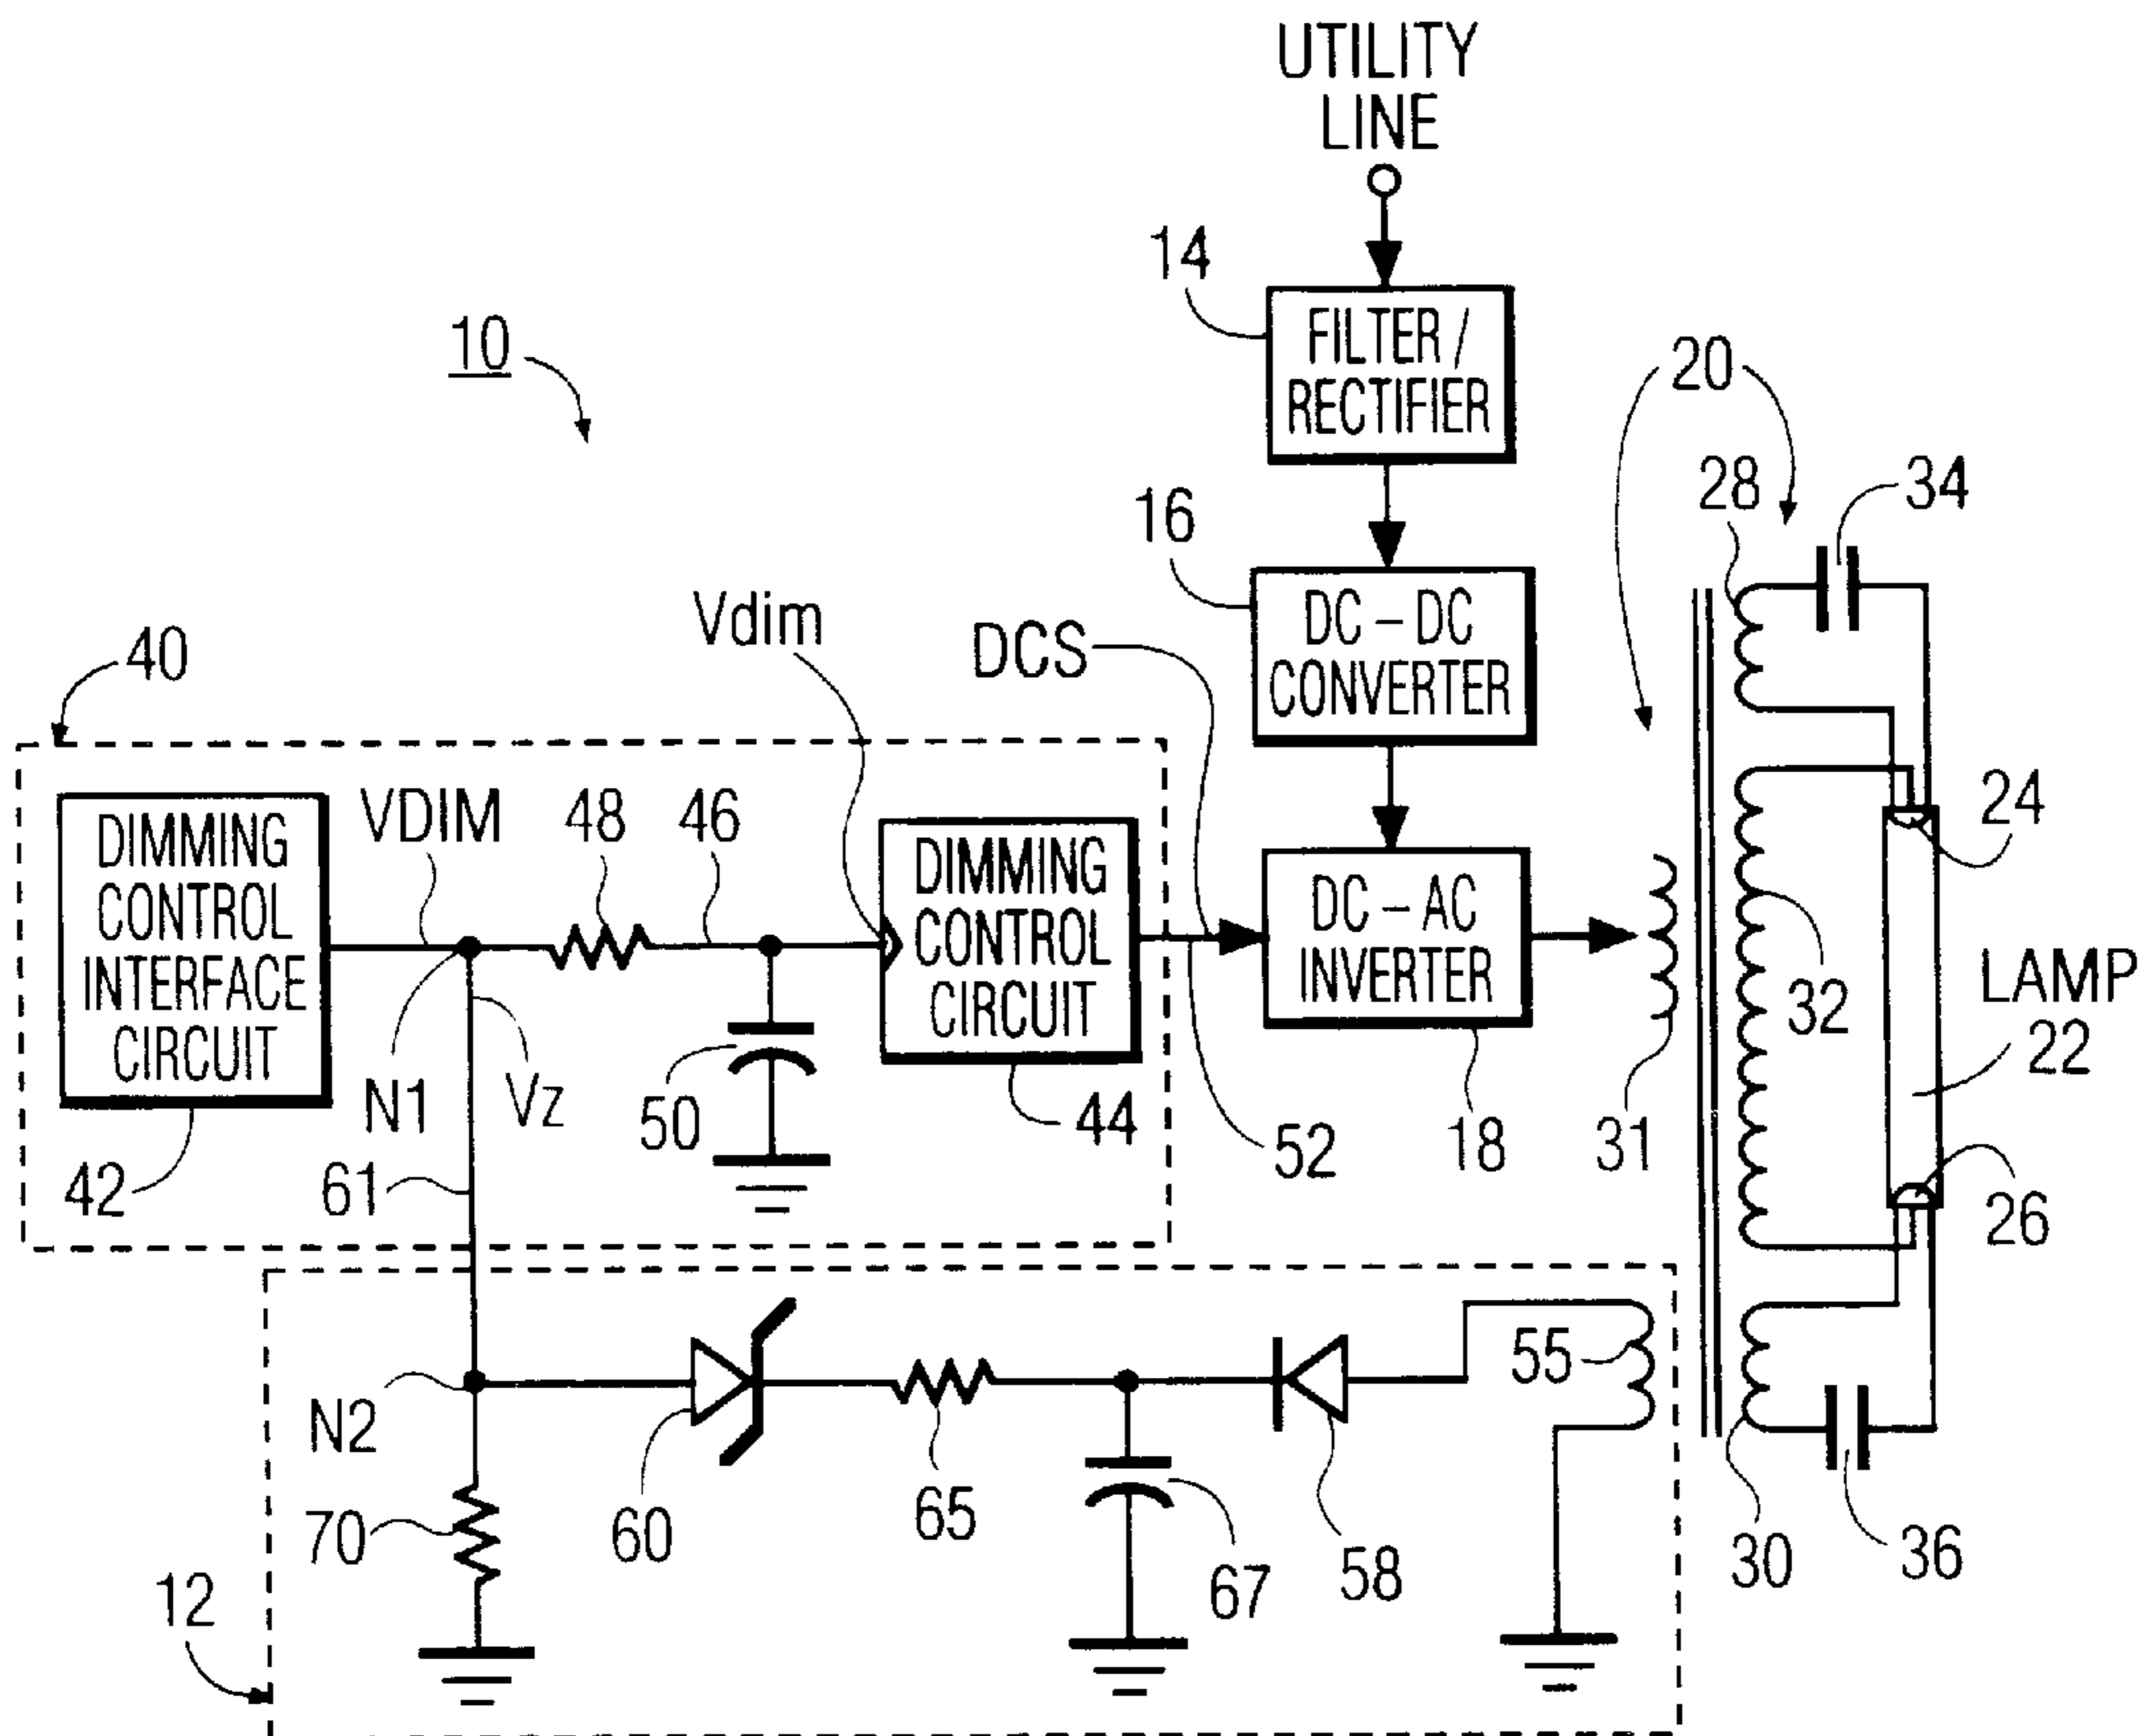 UTILITY
LINE
14
FILTER /
RECTIFIER
10
20
28
34
16
DC – DC
CONVERTER
Vdim
DCS
40
24
DIMMING
CONTROL
INTERFACE
CIRCUIT
VDIM
48
46
DIMMING
CONTROL
CIRCUIT
DC – AC
INVERTER
32
LAMP
22
N1
Vz
50
44
52
18
31
42
61
26
55
N2
70
60
65
67
58
30
36
12